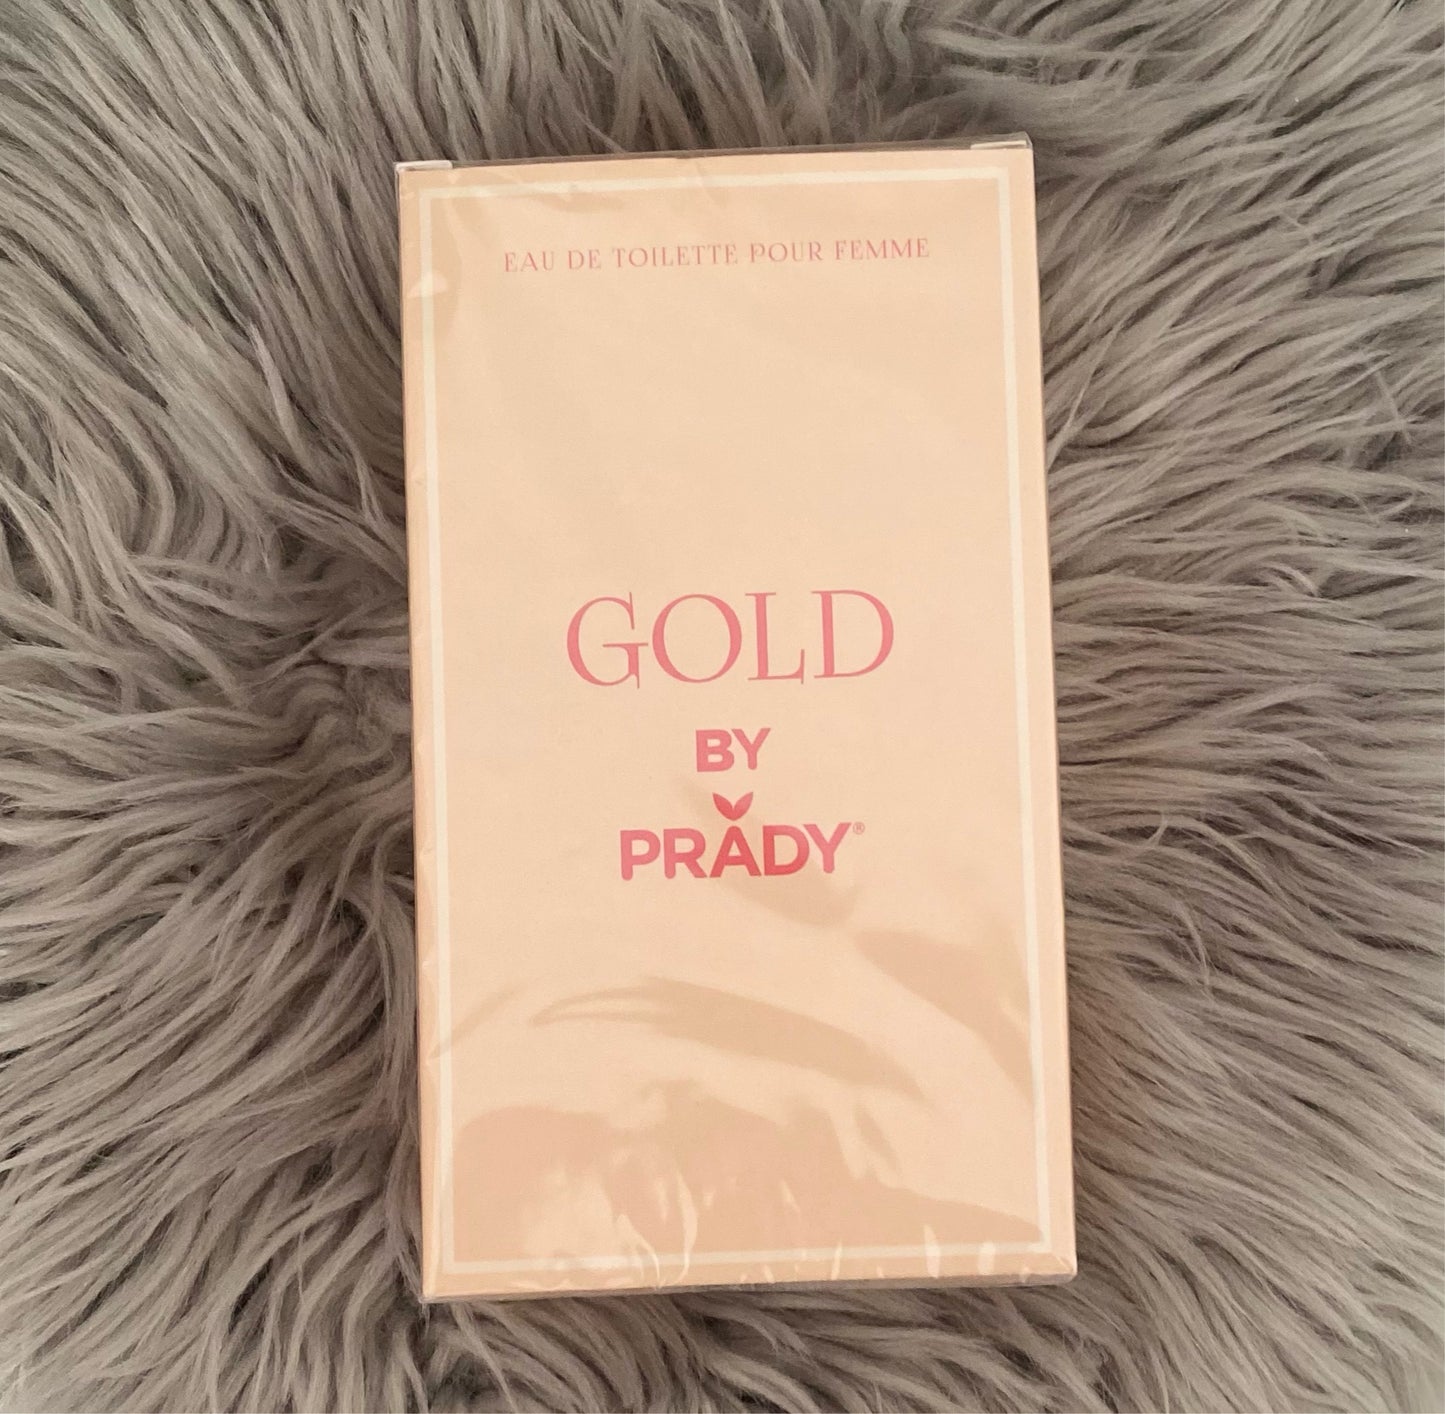 EAU DE TOILETTE POUR FEMME
GOLD
BY
PRADY®